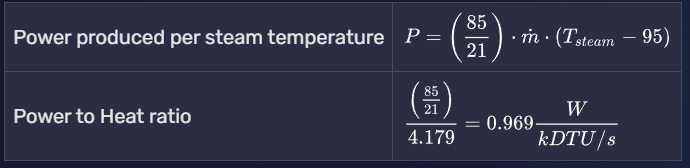 Power produced per steam temperature P = (85/21) · ṁ · (T_steam − 95)
Power to Heat ratio (85/21)/4.179 = 0.969 W/kDTU/s